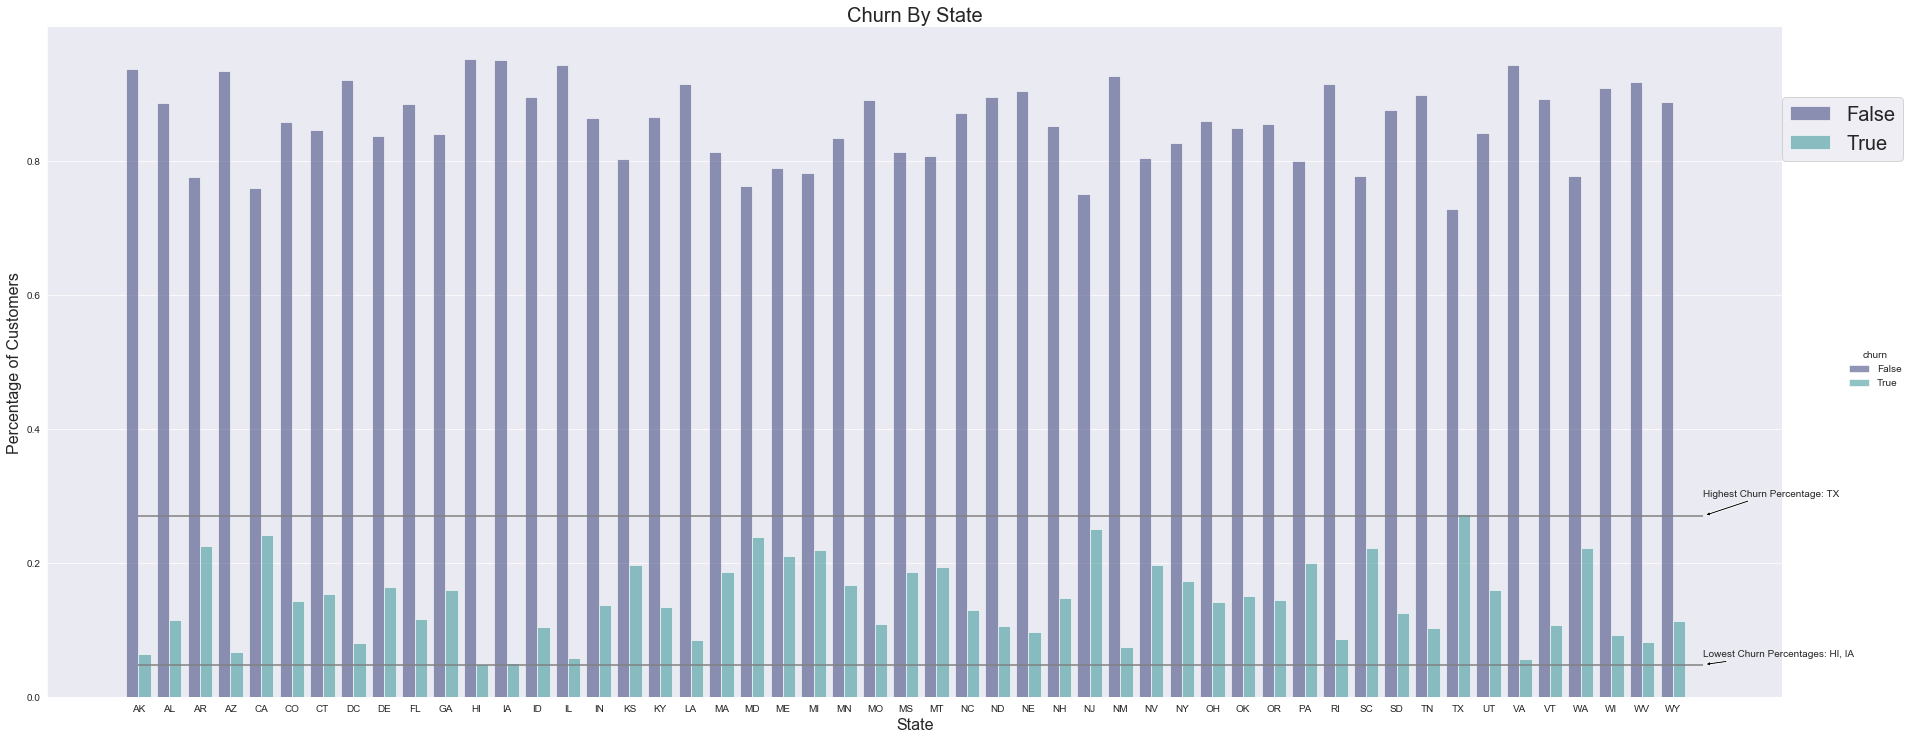 Churn By State
Percentage of Customers
0.8
0.6
0.4
0.2
0.0
False
True
churn
False
True
Highest Churn Percentage: TX
Lowest Churn Percentages: HI, IA
AK AL AR AZ CA CO CT DC DE FL GA HI IA ID IL IN KS KY LA MA MD ME MI MN MO MS MT NC ND NE NH NJ NM NV NY OH OK OR PA RI SC SD TN TX UT VA VT WA WI WV WY
State